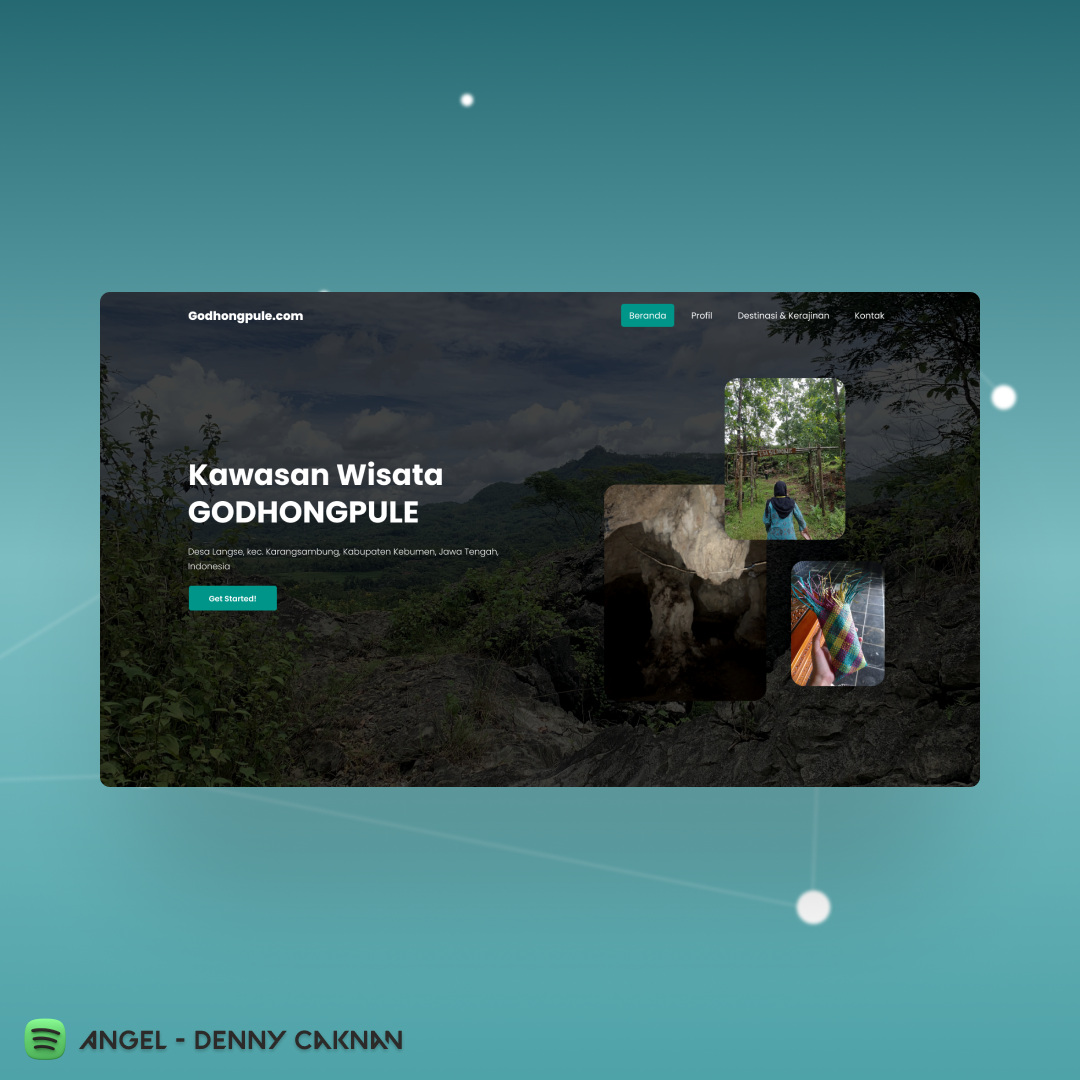 Godhongpule.com
Beranda
Profil
Destinasi & Kerajinan
Kontak
Kawasan Wisata
GODHONGPULE
Desa Langse, kec. Karangsambung, Kabupaten Kebumen, Jawa Tengah,
Indonesia
Get Started!
ANGEL - DENNY CAKNAN